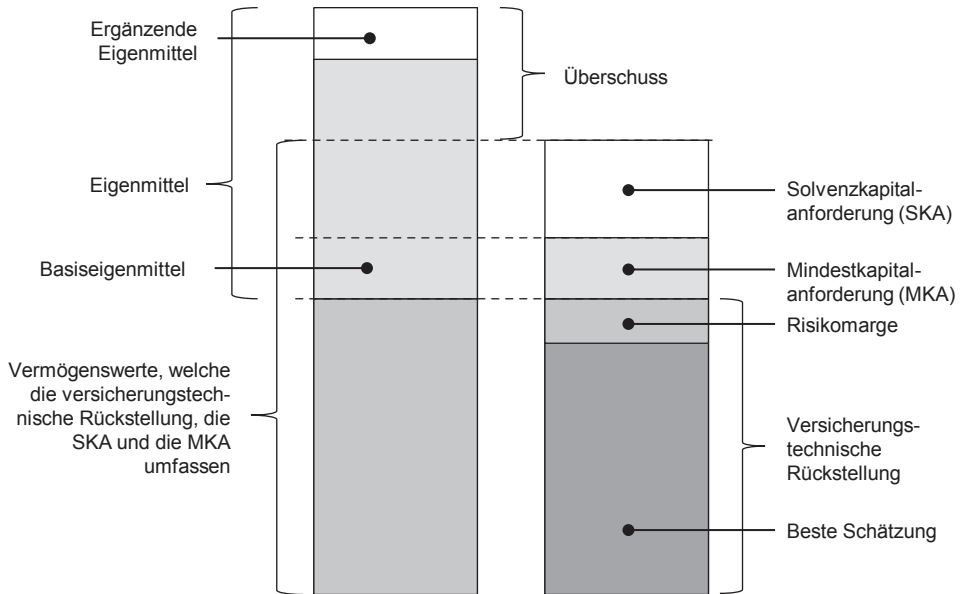 Ergänzende
Eigenmittel
Überschuss
Eigenmittel
Solvenzkapital-
anforderung (SKA)
Basiseigenmittel
Mindestkapital-
anforderung (MKA)
Risikomarge
Vermögenswerte, welche
die versicherungstech-
nische Rückstellung, die
SKA und die MKA
umfassen
Versicherungs-
technische
Rückstellung
Beste Schätzung